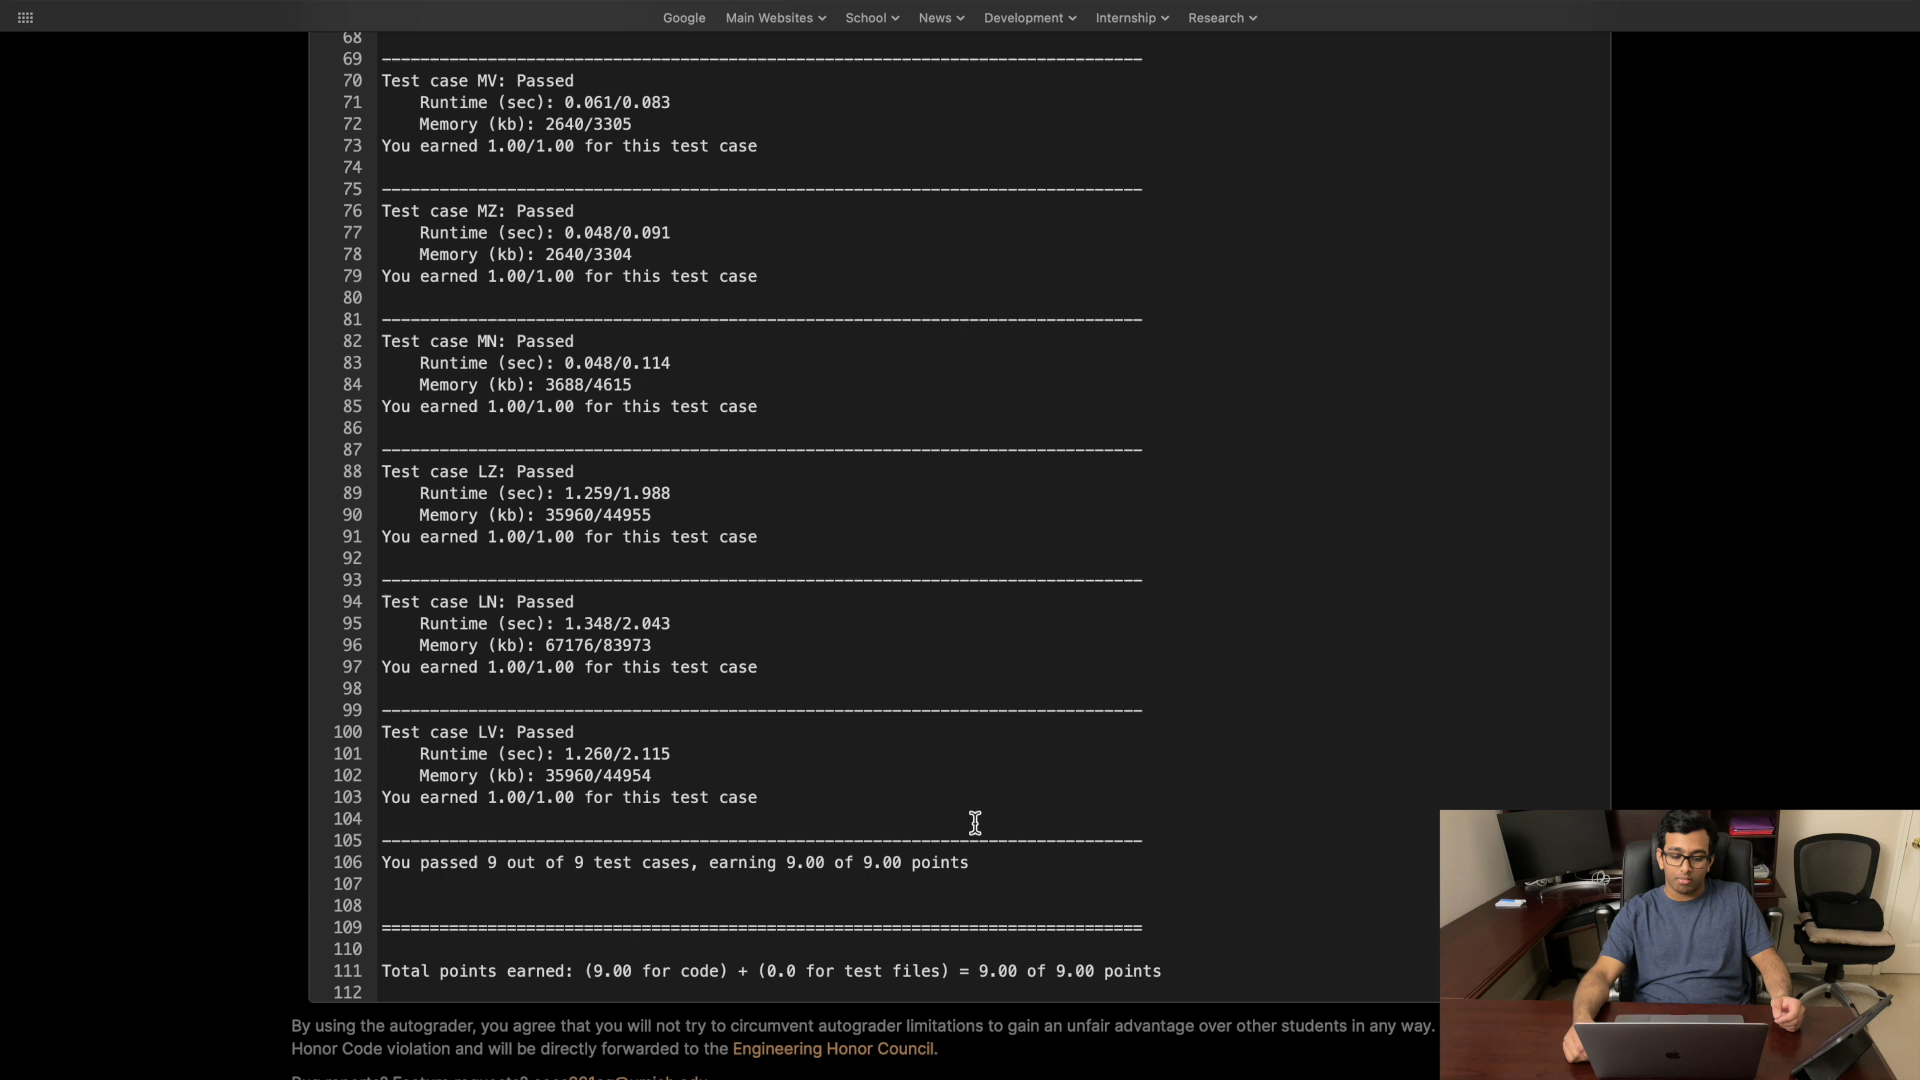 Google Main Websites School News Development Internship Research
68
69 -------------------------------------------------------------------------------
70 Test case MV: Passed
71 Runtime (sec): 0.061/0.083
72 Memory (kb): 2640/3305
73 You earned 1.00/1.00 for this test case
74
75 -------------------------------------------------------------------------------
76 Test case MZ: Passed
77 Runtime (sec): 0.048/0.091
78 Memory (kb): 2640/3304
79 You earned 1.00/1.00 for this test case
80
81 -------------------------------------------------------------------------------
82 Test case MN: Passed
83 Runtime (sec): 0.048/0.114
84 Memory (kb): 3688/4615
85 You earned 1.00/1.00 for this test case
86
87 -------------------------------------------------------------------------------
88 Test case LZ: Passed
89 Runtime (sec): 1.259/1.988
90 Memory (kb): 35960/44955
91 You earned 1.00/1.00 for this test case
92
93 -------------------------------------------------------------------------------
94 Test case LN: Passed
95 Runtime (sec): 1.348/2.043
96 Memory (kb): 67176/83973
97 You earned 1.00/1.00 for this test case
98
99 -------------------------------------------------------------------------------
100 Test case LV: Passed
101 Runtime (sec): 1.260/2.115
102 Memory (kb): 35960/44954
103 You earned 1.00/1.00 for this test case
104
105 -------------------------------------------------------------------------------
106 You passed 9 out of 9 test cases, earning 9.00 of 9.00 points
107
108
109 ===============================================================================
110
111 Total points earned: (9.00 for code) + (0.0 for test files) = 9.00 of 9.00 points
112
By using the autograder, you agree that you will not try to circumvent autograder limitations to gain an unfair advantage over other students in any way.
Honor Code violation and will be directly forwarded to the Engineering Honor Council.